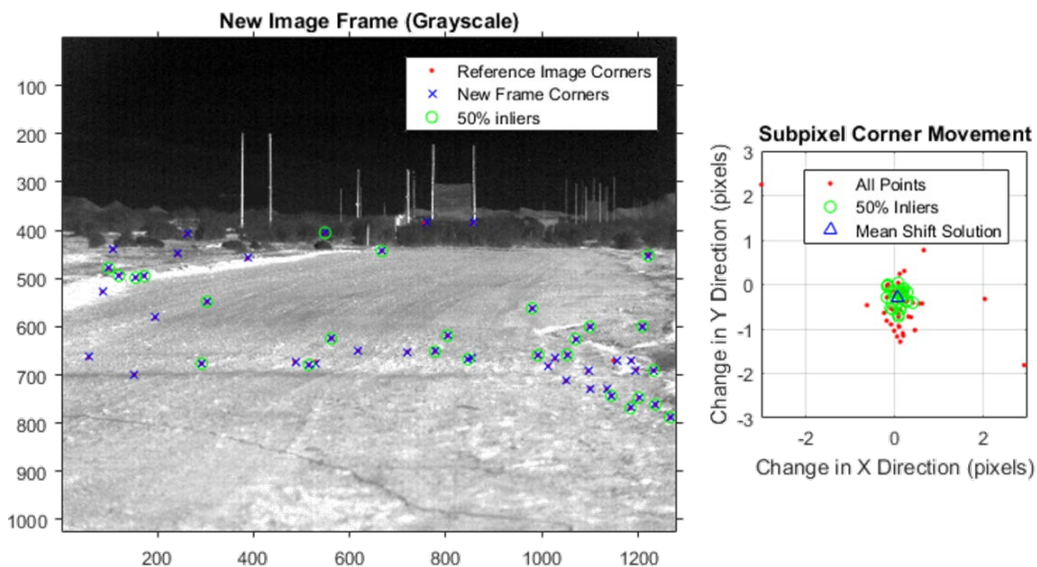 New Image Frame (Grayscale)
Reference Image Corners
New Frame Corners
50% inliers
100
200
300
400
500
600
700
800
900
1000
200 400 600 800 1000 1200
Subpixel Corner Movement
All Points
50% Inliers
Mean Shift Solution
Change in Y Direction (pixels)
3
2
1
0
-1
-2
-3
-2 0 2
Change in X Direction (pixels)